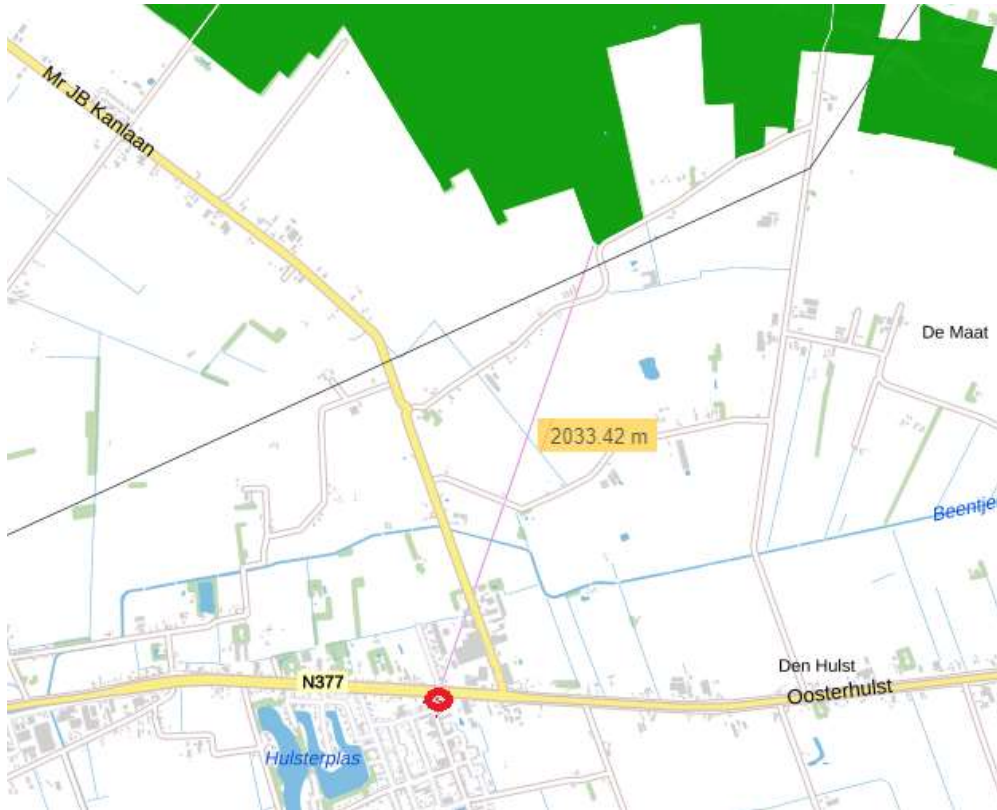 Mr JB Kanlaan
De Maat
2033.42 m
Beentje
Den Hulst
N377
Oosterhulst
Hulsterplas